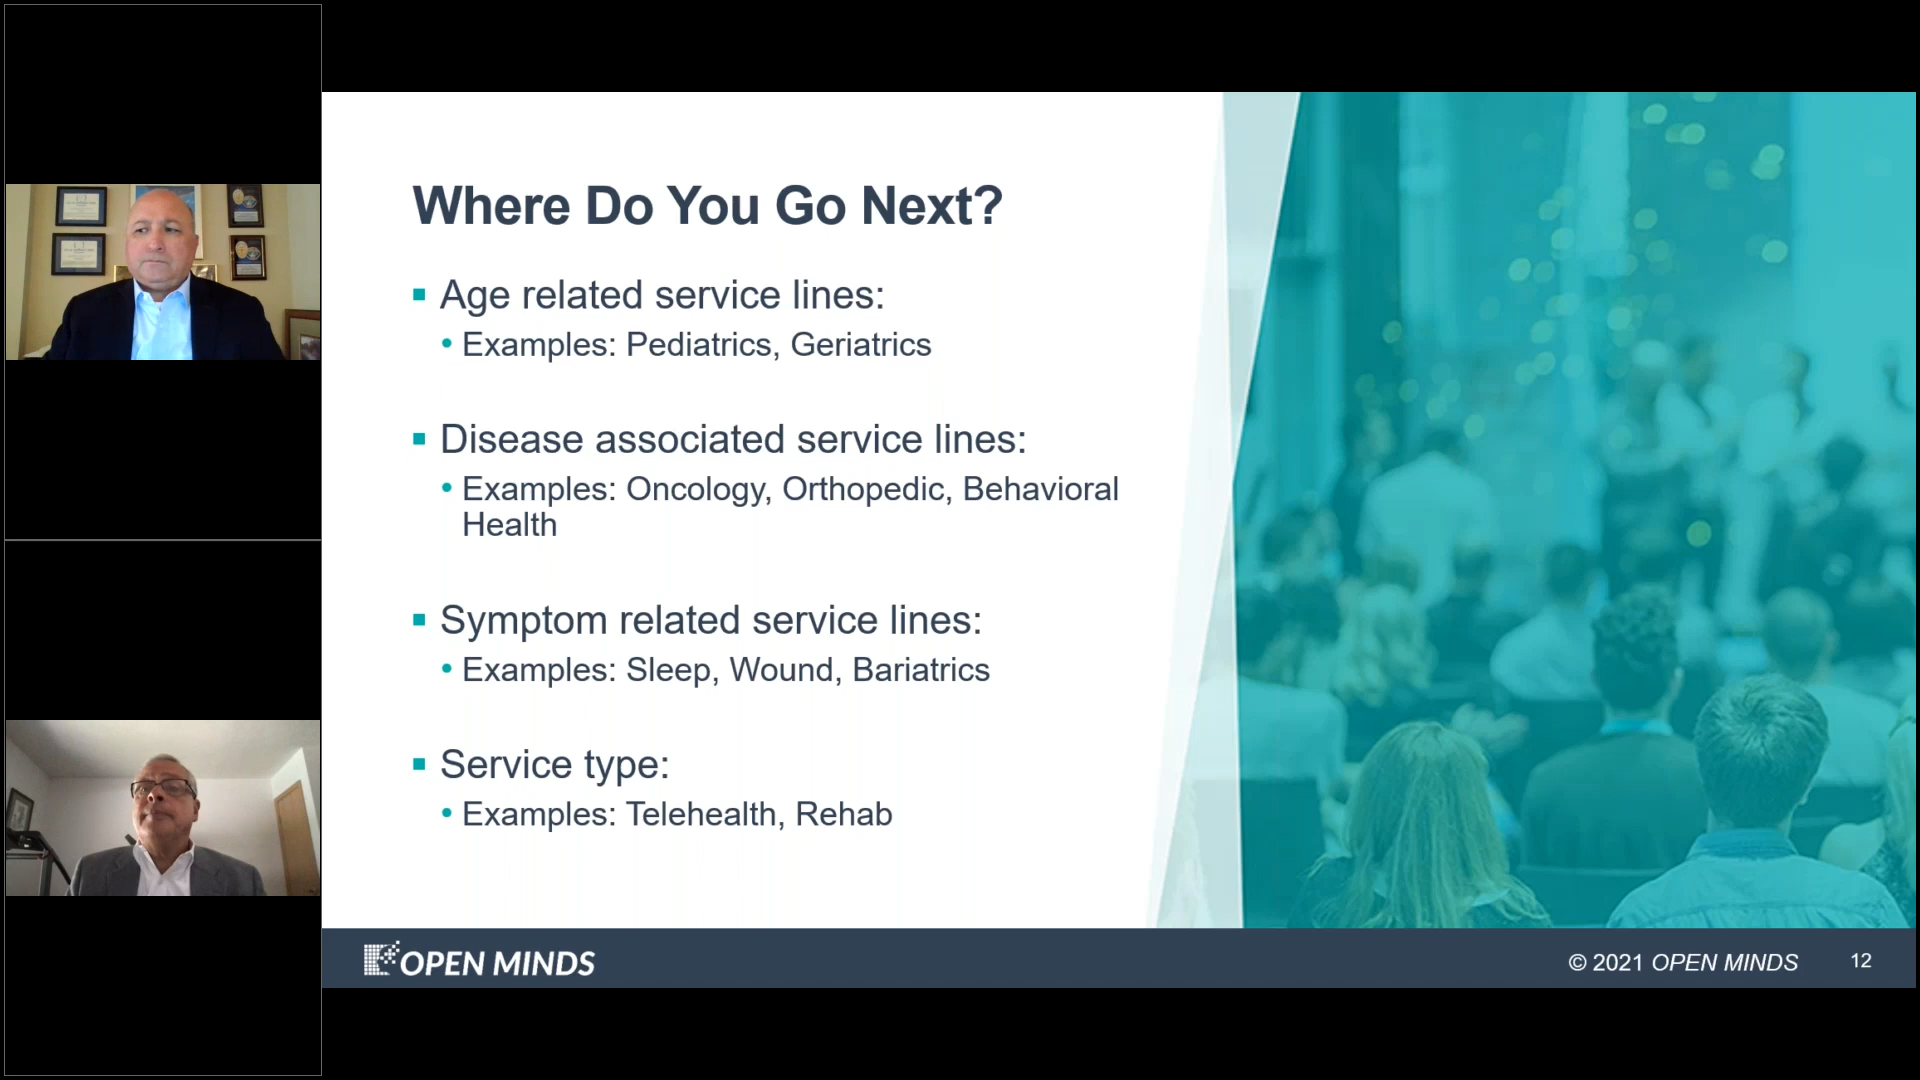 Where Do You Go Next?
Age related service lines:
Examples: Pediatrics, Geriatrics
Disease associated service lines:
Examples: Oncology, Orthopedic, Behavioral
Health
Symptom related service lines:
Examples: Sleep, Wound, Bariatrics
Service type:
Examples: Telehealth, Rehab
OPEN MINDS
© 2021 OPEN MINDS
12